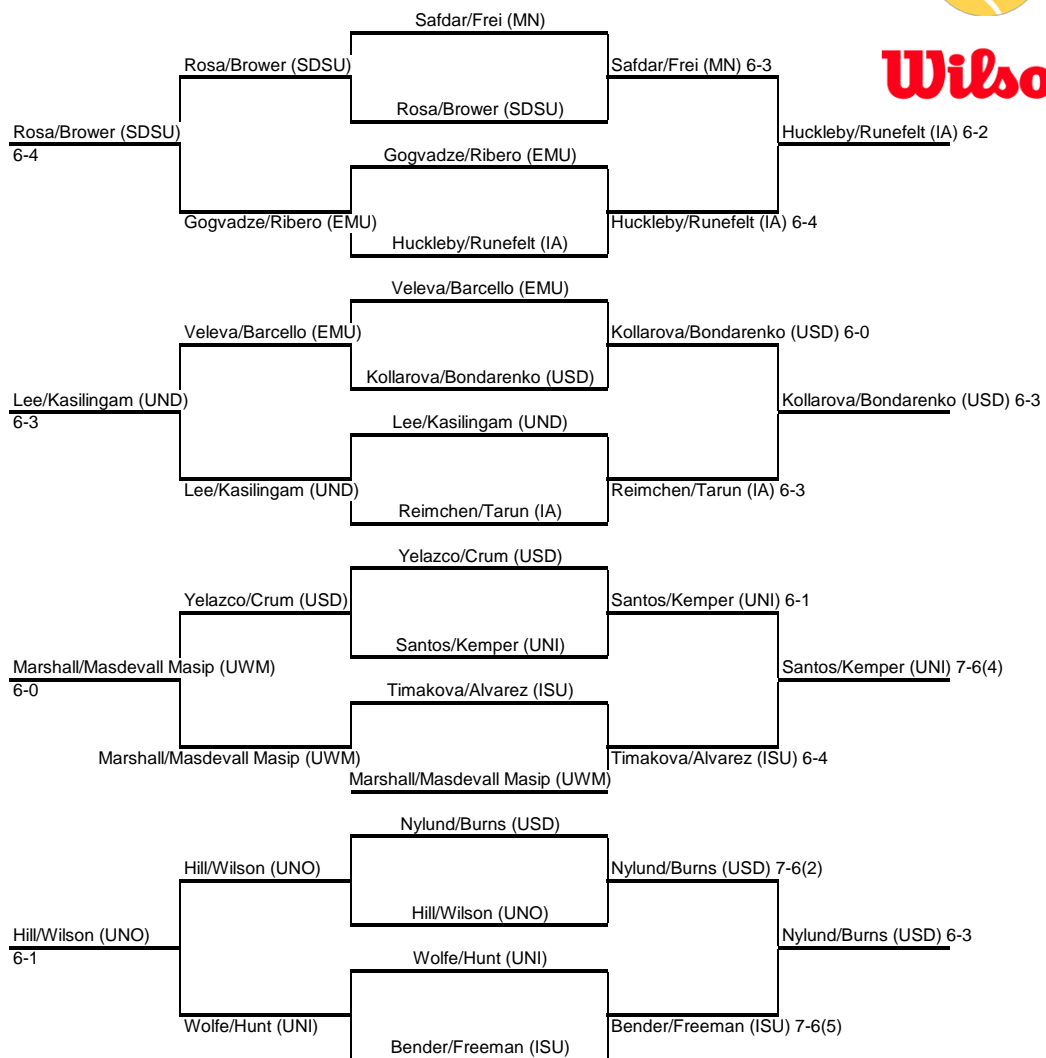 Safdar/Frei (MN)
Rosa/Brower (SDSU)
Safdar/Frei (MN) 6-3
Rosa/Brower (SDSU)
Rosa/Brower (SDSU)
6-4
Huckleby/Runefelt (IA) 6-2
Gogvadze/Ribero (EMU)
Gogvadze/Ribero (EMU)
Huckleby/Runefelt (IA) 6-4
Huckleby/Runefelt (IA)
Veleva/Barcello (EMU)
Veleva/Barcello (EMU)
Kollarova/Bondarenko (USD) 6-0
Kollarova/Bondarenko (USD)
Lee/Kasilingam (UND)
6-3
Kollarova/Bondarenko (USD) 6-3
Lee/Kasilingam (UND)
Lee/Kasilingam (UND)
Reimchen/Tarun (IA) 6-3
Reimchen/Tarun (IA)
Yelazco/Crum (USD)
Yelazco/Crum (USD)
Santos/Kemper (UNI) 6-1
Santos/Kemper (UNI)
Marshall/Masdevall Masip (UWM)
6-0
Santos/Kemper (UNI) 7-6(4)
Timakova/Alvarez (ISU)
Marshall/Masdevall Masip (UWM)
Timakova/Alvarez (ISU) 6-4
Marshall/Masdevall Masip (UWM)
Nylund/Burns (USD)
Hill/Wilson (UNO)
Nylund/Burns (USD) 7-6(2)
Hill/Wilson (UNO)
Hill/Wilson (UNO)
6-1
Nylund/Burns (USD) 6-3
Wolfe/Hunt (UNI)
Wolfe/Hunt (UNI)
Bender/Freeman (ISU) 7-6(5)
Bender/Freeman (ISU)
Wilso